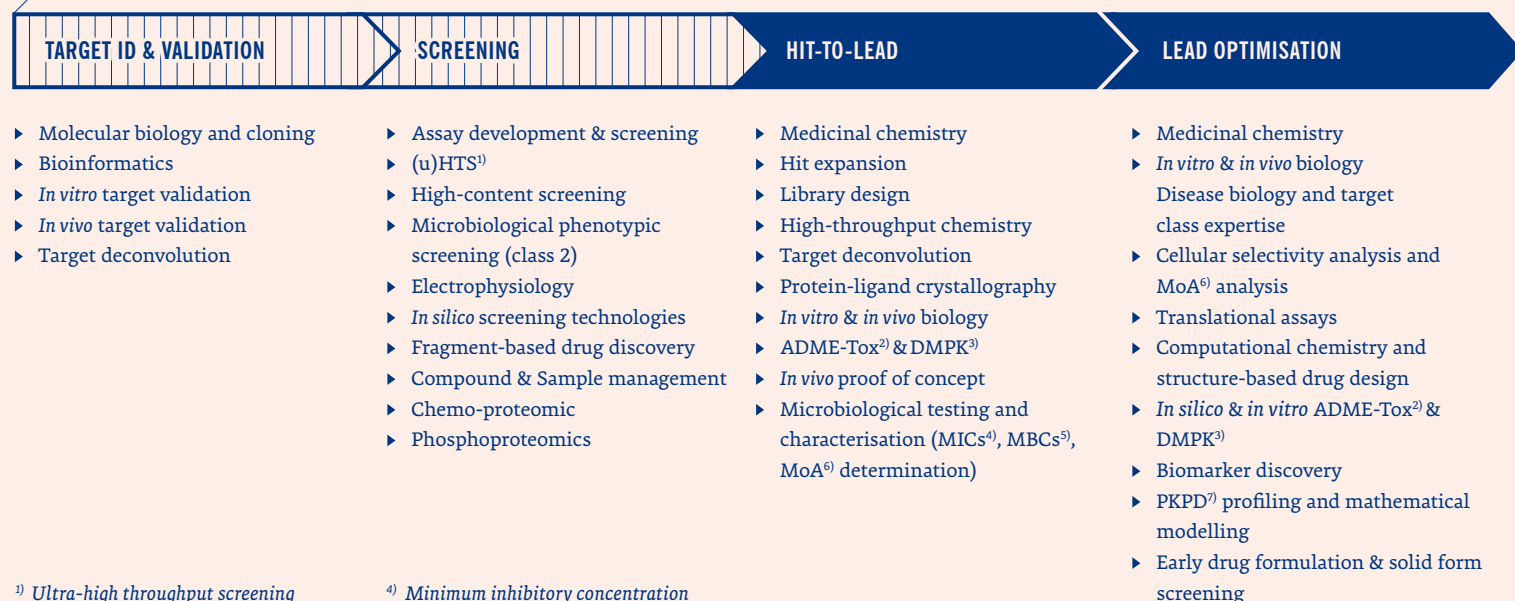 TARGET ID & VALIDATION
SCREENING
HIT-TO-LEAD
LEAD OPTIMISATION
Molecular biology and cloning
Bioinformatics
In vitro target validation
In vivo target validation
Target deconvolution
Assay development & screening
(u)HTS1)
High-content screening
Microbiological phenotypic
screening (class 2)
Electrophysiology
In silico screening technologies
Fragment-based drug discovery
Compound & Sample management
Chemo-proteomic
Phosphoproteomics
Medicinal chemistry
Hit expansion
Library design
High-throughput chemistry
Target deconvolution
Protein-ligand crystallography
In vitro & in vivo biology
ADME-Tox2) & DMPK3)
In vivo proof of concept
Microbiological testing and
characterisation (MICs4), MBCs5),
MoA6) determination)
Medicinal chemistry
In vitro & in vivo biology
Disease biology and target
class expertise
Cellular selectivity analysis and
MoA6) analysis
Translational assays
Computational chemistry and
structure-based drug design
In silico & in vitro ADME-Tox2) &
DMPK3)
Biomarker discovery
PKPD7) profiling and mathematical
modelling
Early drug formulation & solid form
screening
1) Ultra-high throughput screening
4) Minimum inhibitory concentration